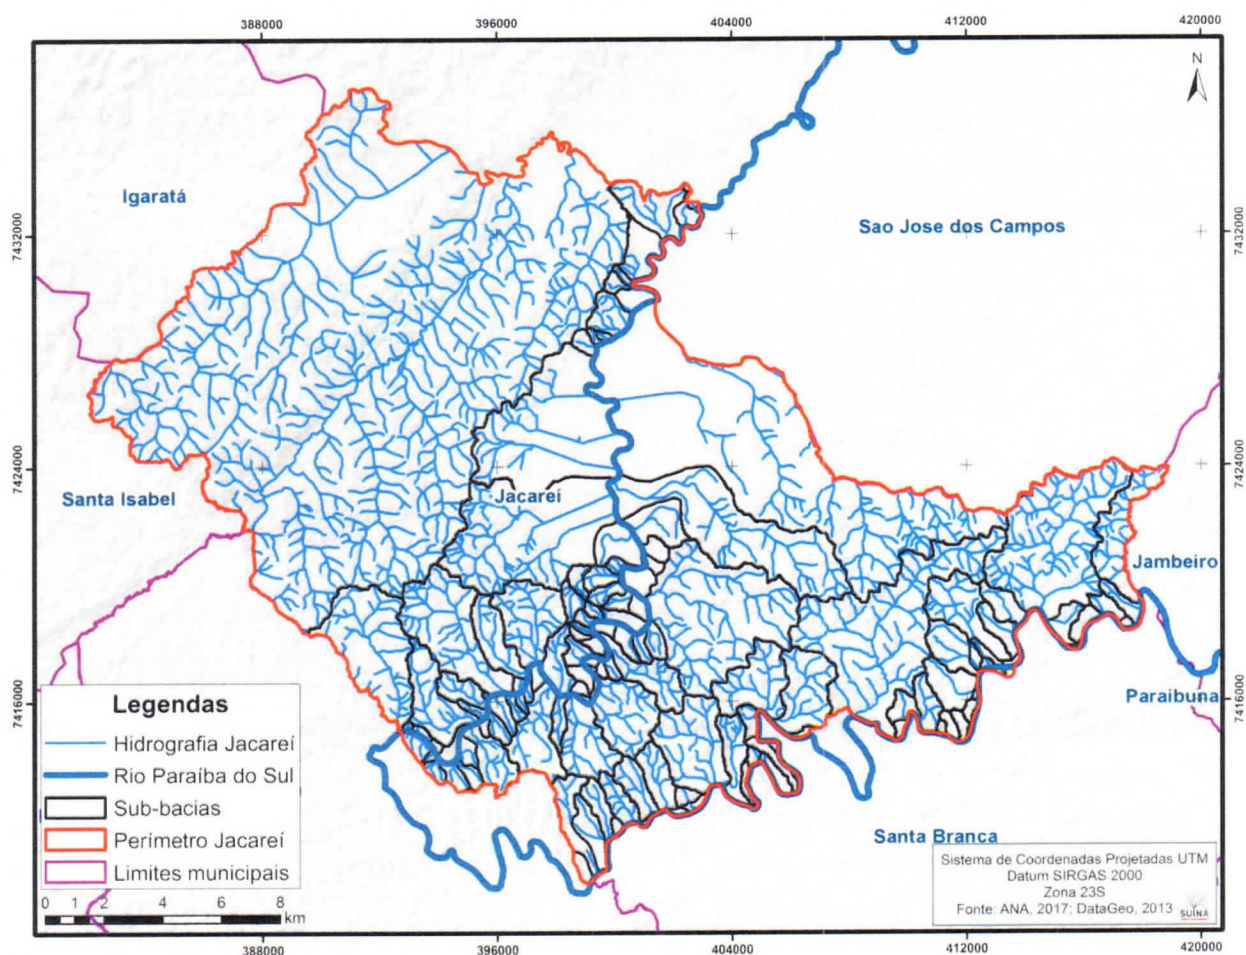 388000 396000 404000 412000 420000
N
Igaratá
Sao Jose dos Campos
7432000 7432000
7424000 7424000
Santa Isabel
Jacareí
Jambeiro
7416000 7416000
Paraibuna
Legendas
Hidrografia Jacareí
Rio Paraíba do Sul
Sub-bacias
Perímetro Jacareí
Limites municipais
0 1 2 4 6 8
km
Santa Branca
Sistema de Coordenadas Projetadas UTM
Datum SIRGAS 2000
Zona 23S
Fonte: ANA, 2017; DataGeo, 2013
SUINÃ
388000 396000 404000 412000 420000